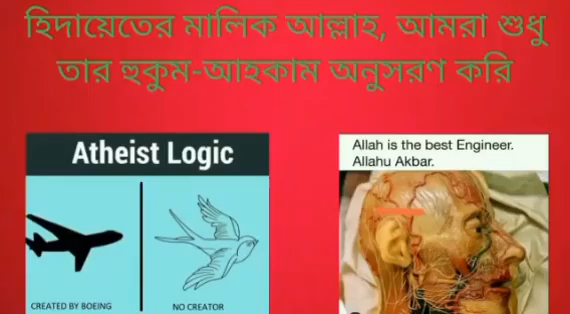 হিদায়েতের মালিক আল্লাহ, আমরা শুধু
তার হুকুম-আহকাম অনুসরণ করি
Atheist Logic
CREATED BY BOEING
NO CREATOR
Allah is the best Engineer.
Allahu Akbar.